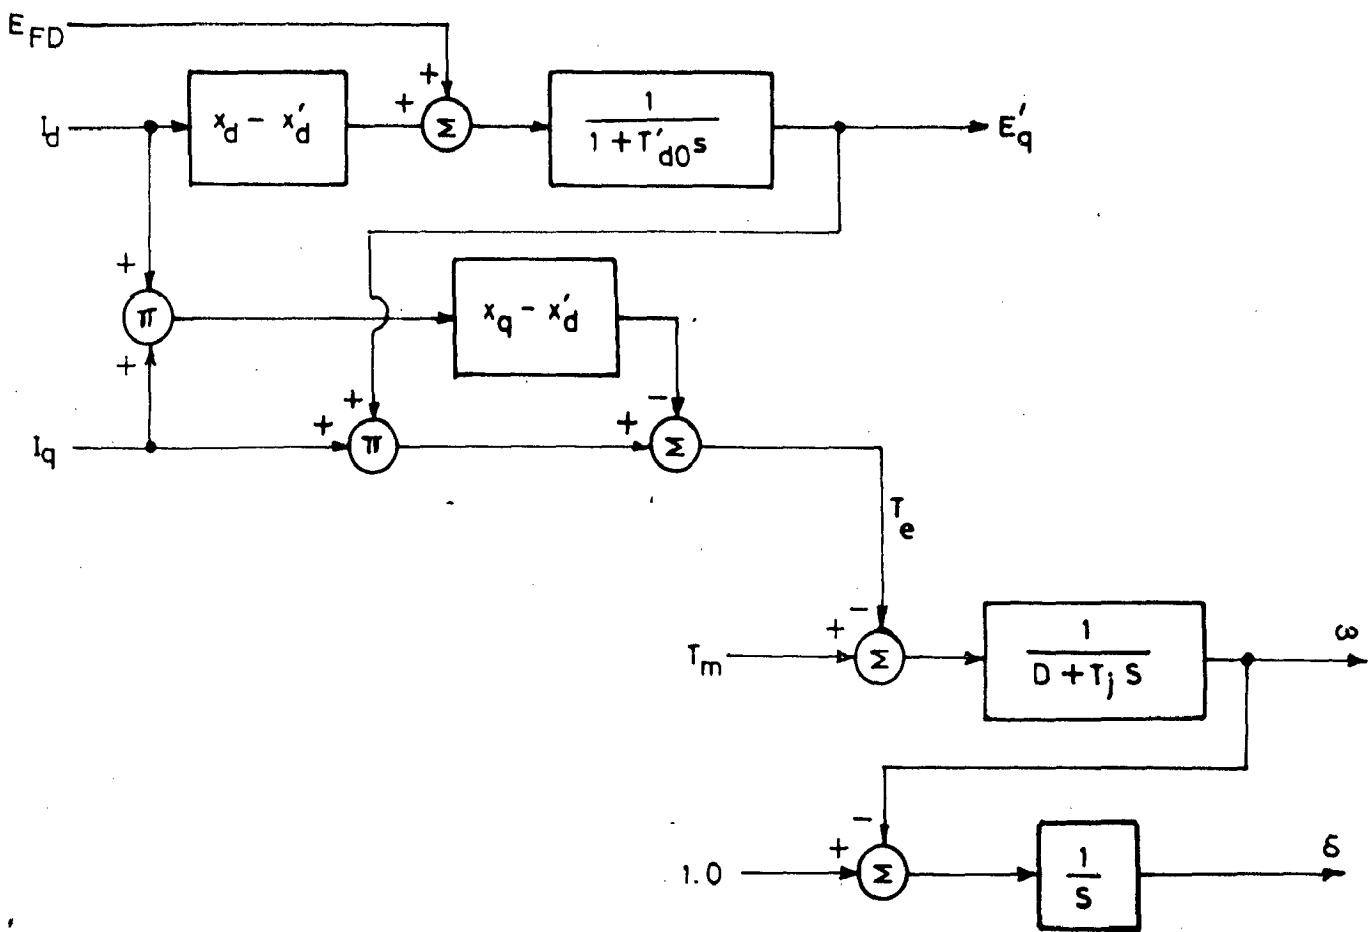 E_FD
+
I_d
x_d - x'_d
+
Σ
1
1 + T'_d0 s
E'_q
+
π
x_q - x'_d
+
+
-
I_q
+
π
+
Σ
T_e
-
+
T_m
Σ
1
D + T_j S
ω
-
+
1.0
Σ
1
S
δ